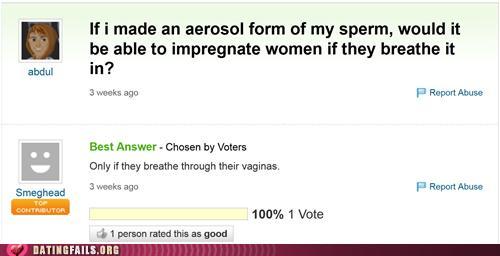 If i made an aerosol form of my sperm, would it
be able to impregnate women if they breathe it
in?
abdul
3 weeks ago
Report Abuse
Best Answer - Chosen by Voters
Only if they breathe through their vaginas.
Smeghead
TOP
CONTRIBUTOR
3 weeks ago
Report Abuse
100% 1 Vote
1 person rated this as good
DATINGFAILS.ORG